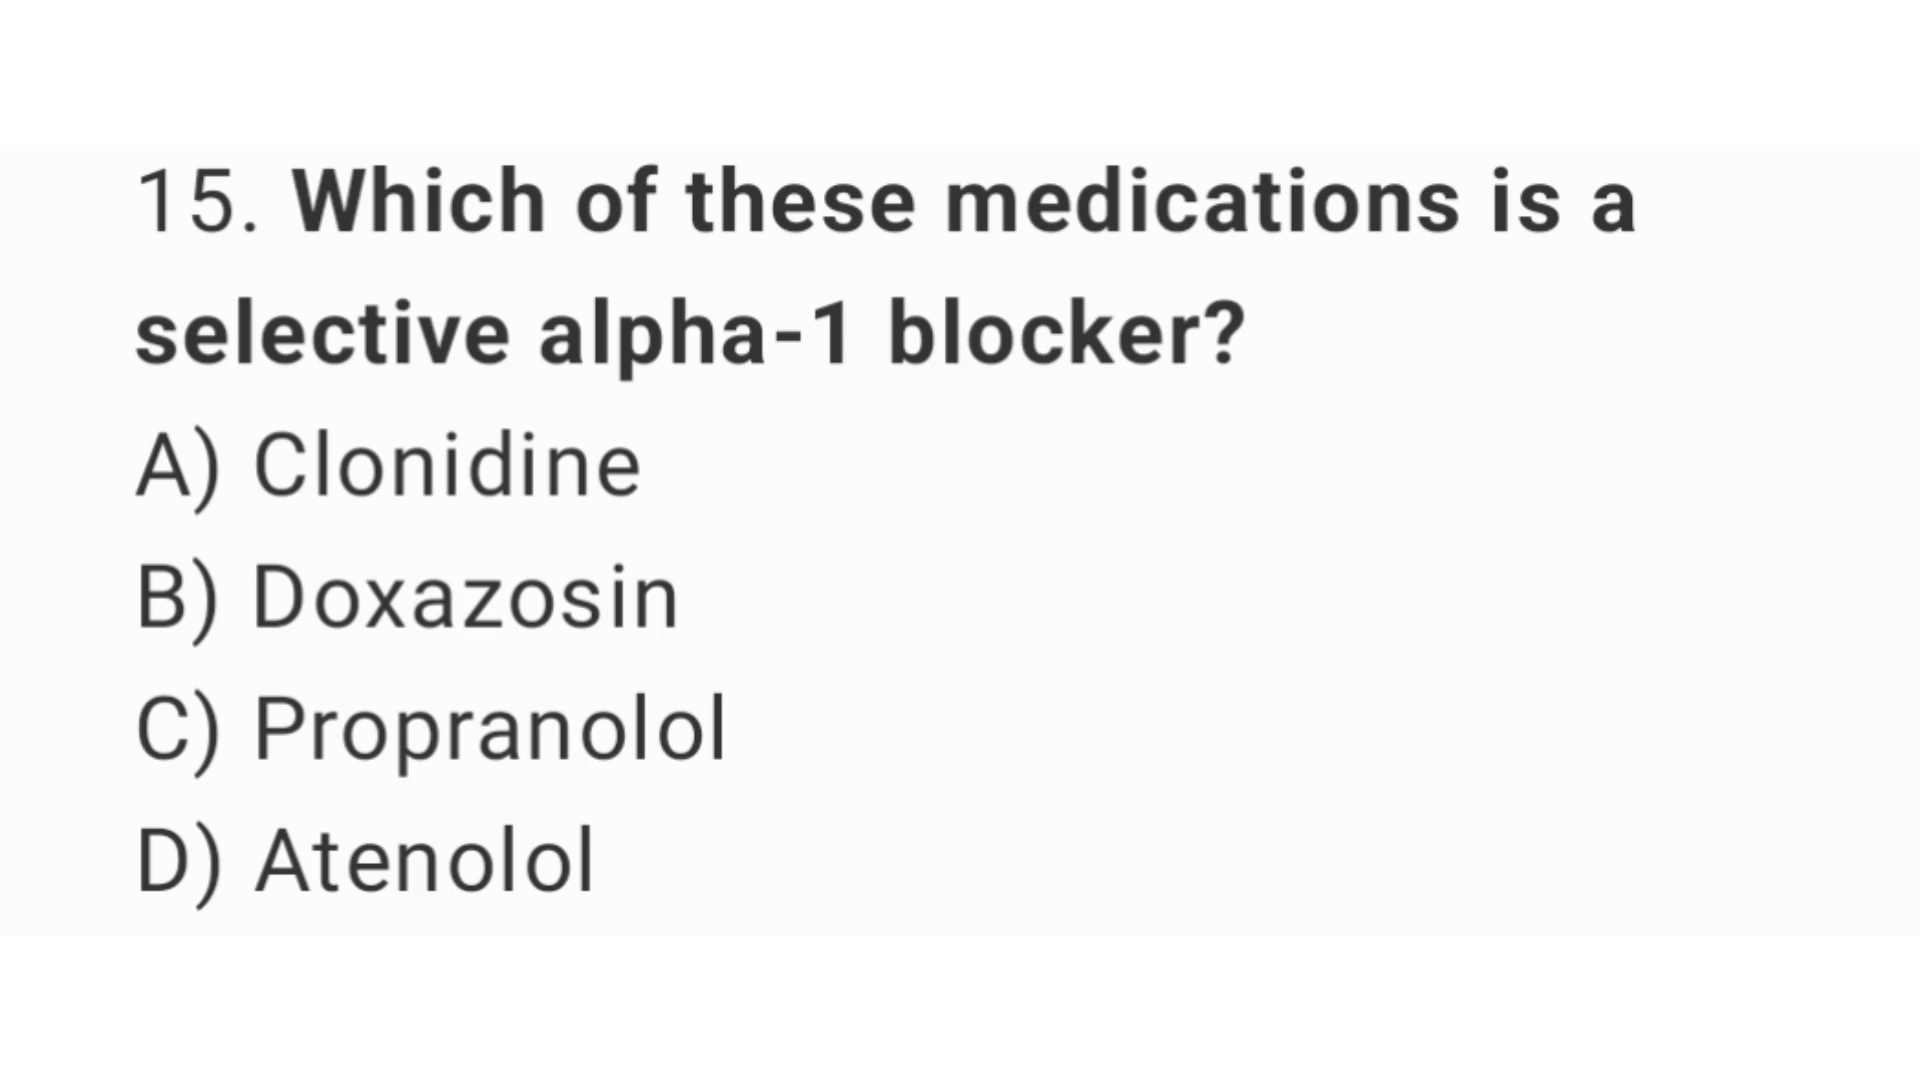 15. Which of these medications is a
selective alpha-1 blocker?
A) Clonidine
B) Doxazosin
C) Propranolol
D) Atenolol